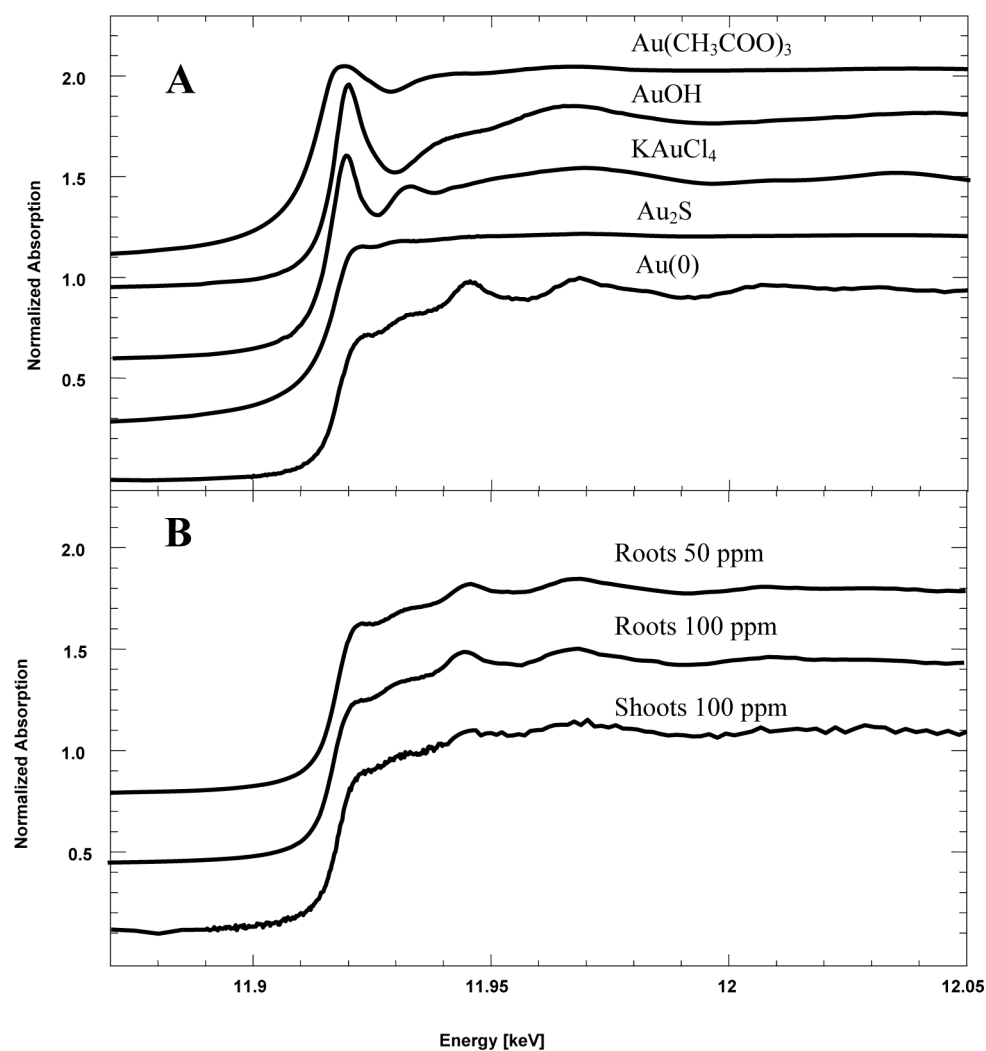 A
Au(CH₃COO)₃
2.0
AuOH
KAuCl₄
1.5
Au₂S
Au(0)
1.0
0.5
Normalized Absorption
B
2.0
Roots 50 ppm
Roots 100 ppm
1.5
Shoots 100 ppm
1.0
0.5
Normalized Absorption
11.9 11.95 12 12.05
Energy [keV]